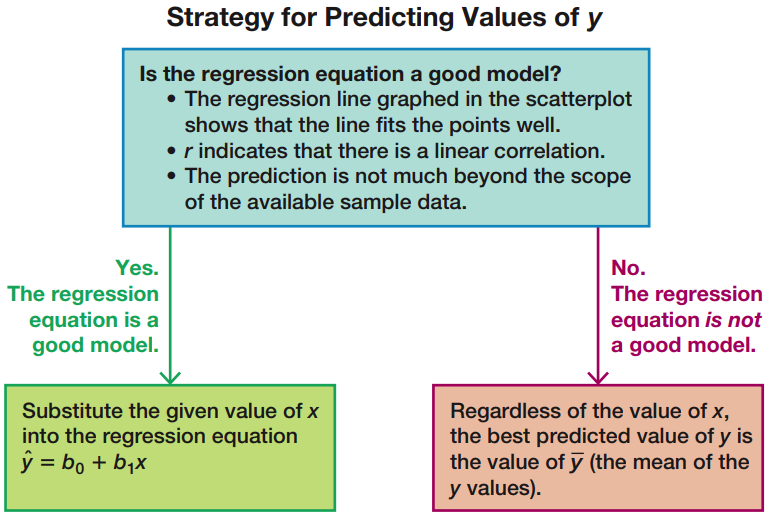 Strategy for Predicting Values of y
Is the regression equation a good model?
• The regression line graphed in the scatterplot
shows that the line fits the points well.
• r indicates that there is a linear correlation.
• The prediction is not much beyond the scope
of the available sample data.
Yes.
The regression
equation is a
good model.
No.
The regression
equation is not
a good model.
Substitute the given value of x
into the regression equation
ŷ = b₀ + b₁x
Regardless of the value of x,
the best predicted value of y is
the value of ȳ (the mean of the
y values).